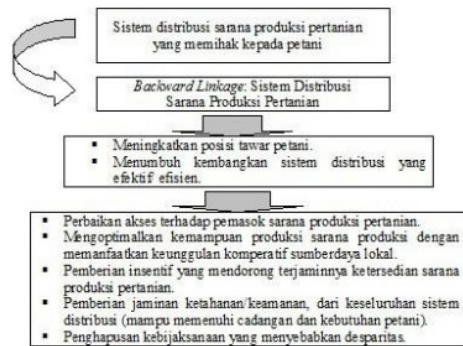 Sistem distribusi sarana produksi pertanian
yang memihak kepada petani
Backward Linkage: Sistem Distribusi
Sarana Produksi Pertanian
▪ Meningkatkan posisi tawar petani.
▪ Menumbuh kembangkan sistem distribusi yang
efektif efisien.
▪ Perbaikan akses terhadap pemasok sarana produksi pertanian.
▪ Mengoptimalkan kemampuan produksi sarana produksi dengan
memanfaatkan keunggulan komperatif sumberdaya lokal.
▪ Pemberian insentif yang mendorong terjaminnya ketersedian sarana
produksi pertanian.
▪ Pemberian jaminan ketahanan/keamanan, dari keseluruhan sistem
distribusi (mampu memenuhi cadangan dan kebutuhan petani).
▪ Penghapusan kebijaksanaan yang menyebabkan desparitas.